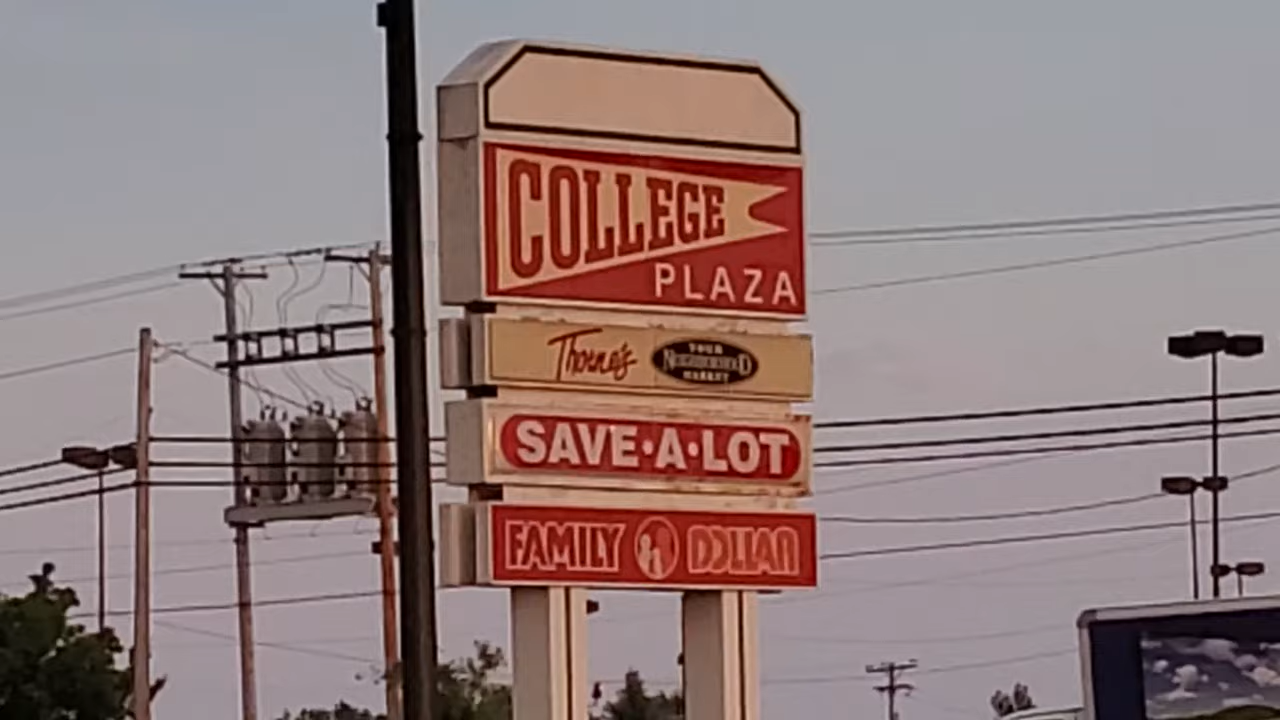 COLLEGE
PLAZA
Thorne's
YOUR
NEIGHBORHOOD
MARKET
SAVE•A•LOT
FAMILY DOLLAR